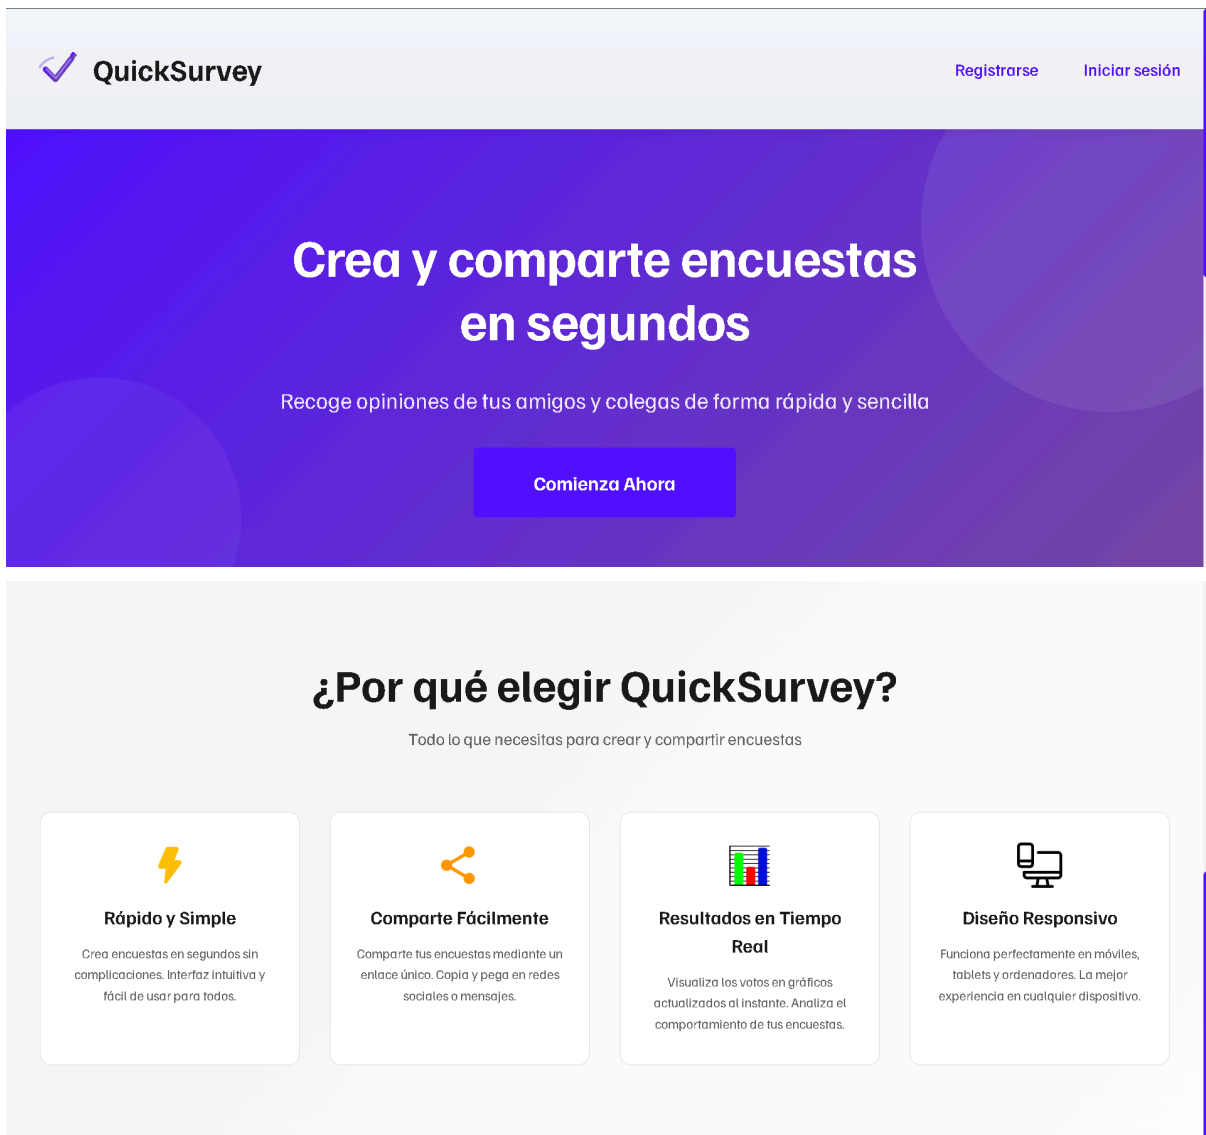 QuickSurvey
Registrarse
Iniciar sesión
Crea y comparte encuestas
en segundos
Recoge opiniones de tus amigos y colegas de forma rápida y sencilla
Comienza Ahora
¿Por qué elegir QuickSurvey?
Todo lo que necesitas para crear y compartir encuestas
Rápido y Simple
Crea encuestas en segundos sin
complicaciones. Interfaz intuitiva y
fácil de usar para todos.
Comparte Fácilmente
Comparte tus encuestas mediante un
enlace único. Copia y pega en redes
sociales o mensajes.
Resultados en Tiempo
Real
Visualiza los votos en gráficos
actualizados al instante. Analiza el
comportamiento de tus encuestas.
Diseño Responsivo
Funciona perfectamente en móviles,
tablets y ordenadores. La mejor
experiencia en cualquier dispositivo.